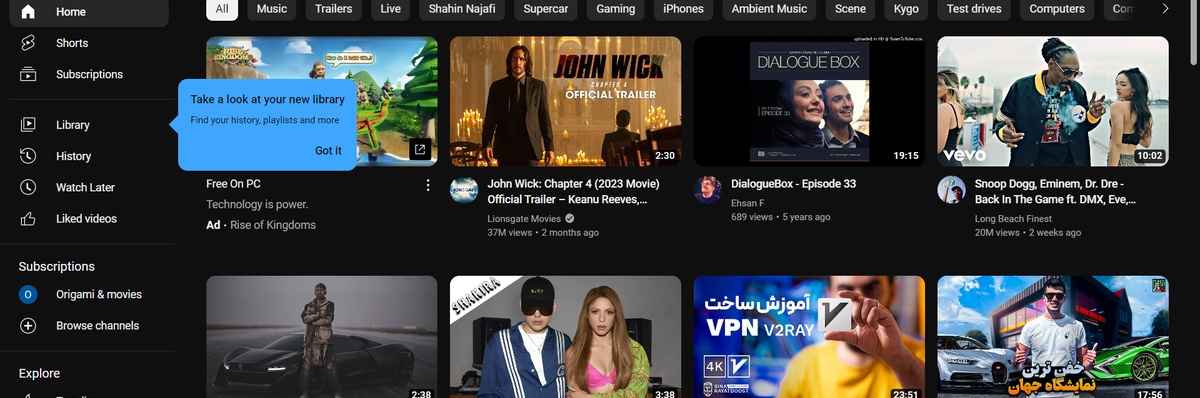 Home
Shorts
Subscriptions
Library
History
Watch Later
Liked videos
Subscriptions
O
Origami & movies
Browse channels
Explore
All
Music
Trailers
Live
Shahin Najafi
Supercar
Gaming
iPhones
Ambient Music
Scene
Kygo
Test drives
Computers
Take a look at your new library
Find your history, playlists and more
Got it
RISE OF
KINGDOMS
Free On PC
Technology is power.
Ad · Rise of Kingdoms
JOHN WICK
CHAPTER 4
OFFICIAL TRAILER
2:30
John Wick: Chapter 4 (2023 Movie)
Official Trailer – Keanu Reeves,...
Lionsgate Movies
37M views • 2 months ago
uploaded in HD @ TunesToTube.com
DIALOGUE BOX
EPISODE 33
19:15
DialogueBox - Episode 33
Ehsan F
689 views • 5 years ago
vevo
10:02
Snoop Dogg, Eminem, Dr. Dre -
Back In The Game ft. DMX, Eve,...
Long Beach Finest
20M views • 2 weeks ago
2:38
SHAKIRA
3:38
آموزش ساخت
VPN V2RAY
V
4K
V
SINA
RAYATDOOST
23:51
خفن ترین
نمایشگاه جهان
17:56